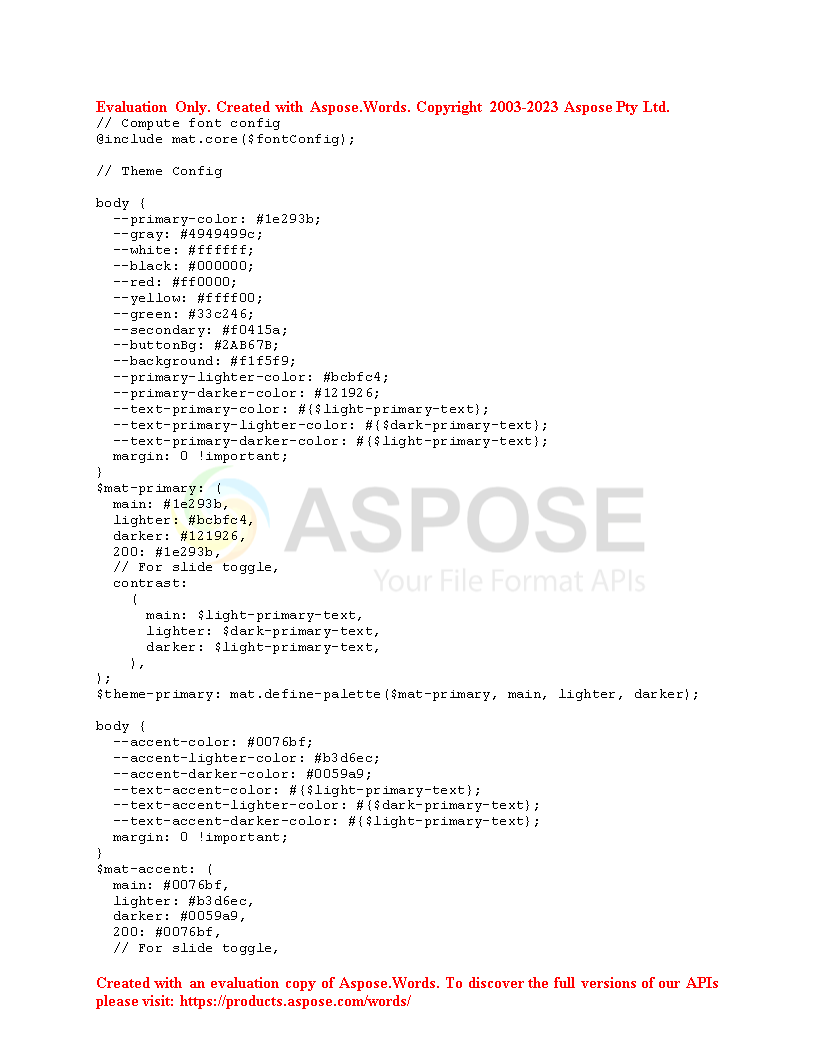 Evaluation Only. Created with Aspose.Words. Copyright 2003-2023 Aspose Pty Ltd.
// Compute font config
@include mat.core($fontConfig);
// Theme Config
body {
  --primary-color: #1e293b;
  --gray: #4949499c;
  --white: #ffffff;
  --black: #000000;
  --red: #ff0000;
  --yellow: #ffff00;
  --green: #33c246;
  --secondary: #f0415a;
  --buttonBg: #2AB67B;
  --background: #f1f5f9;
  --primary-lighter-color: #bcbfc4;
  --primary-darker-color: #121926;
  --text-primary-color: #{$light-primary-text};
  --text-primary-lighter-color: #{$dark-primary-text};
  --text-primary-darker-color: #{$light-primary-text};
  margin: 0 !important;
}
$mat-primary: (
  main: #1e293b,
  lighter: #bcbfc4,
  darker: #121926,
  200: #1e293b,
  // For slide toggle,
  contrast:
    (
      main: $light-primary-text,
      lighter: $dark-primary-text,
      darker: $light-primary-text,
    ),
);
ASPOSE
Your File Format APIs
$theme-primary: mat.define-palette($mat-primary, main, lighter, darker);
body {
  --accent-color: #0076bf;
  --accent-lighter-color: #b3d6ec;
  --accent-darker-color: #0059a9;
  --text-accent-color: #{$light-primary-text};
  --text-accent-lighter-color: #{$dark-primary-text};
  --text-accent-darker-color: #{$light-primary-text};
  margin: 0 !important;
}
$mat-accent: (
  main: #0076bf,
  lighter: #b3d6ec,
  darker: #0059a9,
  200: #0076bf,
  // For slide toggle,
Created with an evaluation copy of Aspose.Words. To discover the full versions of our APIs
please visit: https://products.aspose.com/words/